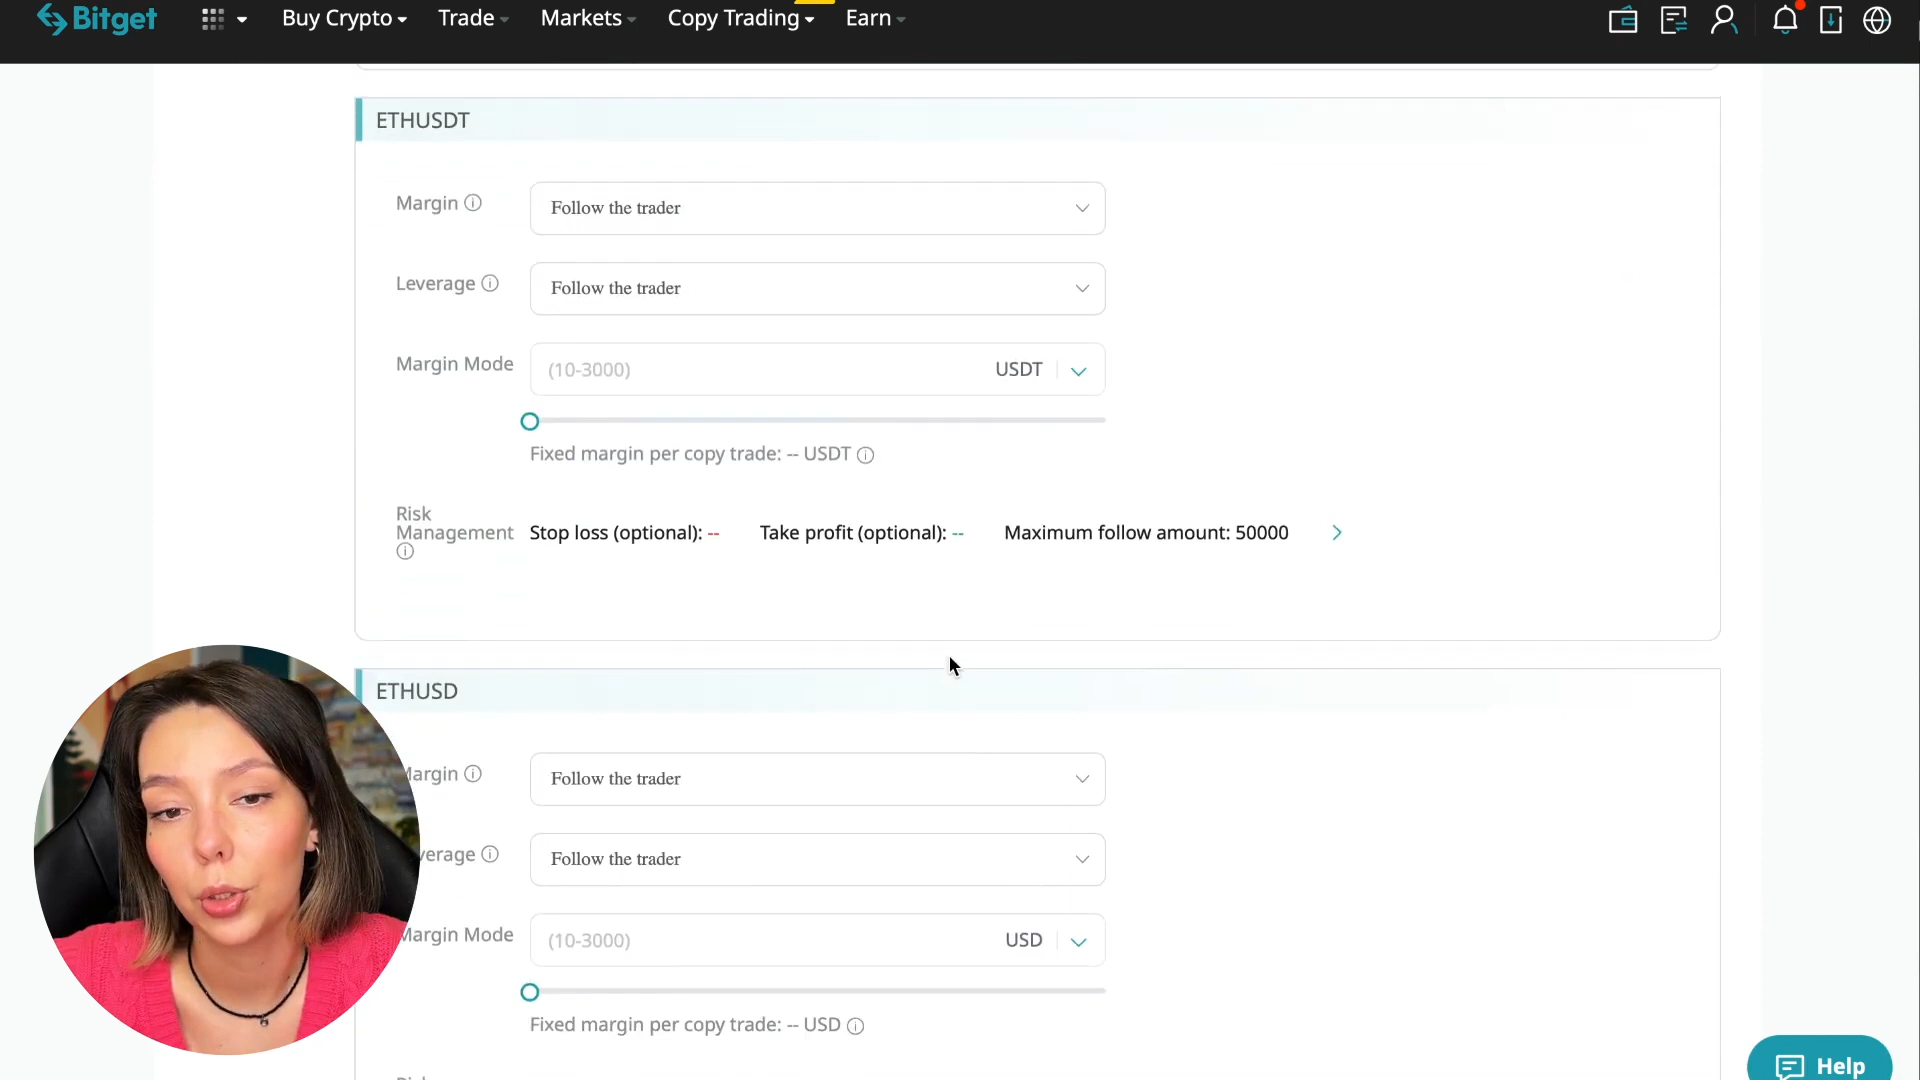 Bitget
Buy Crypto
Trade
Markets
Copy Trading
Earn
ETHUSDT
Margin
Follow the trader
Leverage
Follow the trader
Margin Mode
(10-3000)
USDT
Fixed margin per copy trade: -- USDT
Risk
Management
Stop loss (optional): --
Take profit (optional): --
Maximum follow amount: 50000
ETHUSD
Margin
Follow the trader
verage
Follow the trader
Margin Mode
(10-3000)
USD
Fixed margin per copy trade: -- USD
Help